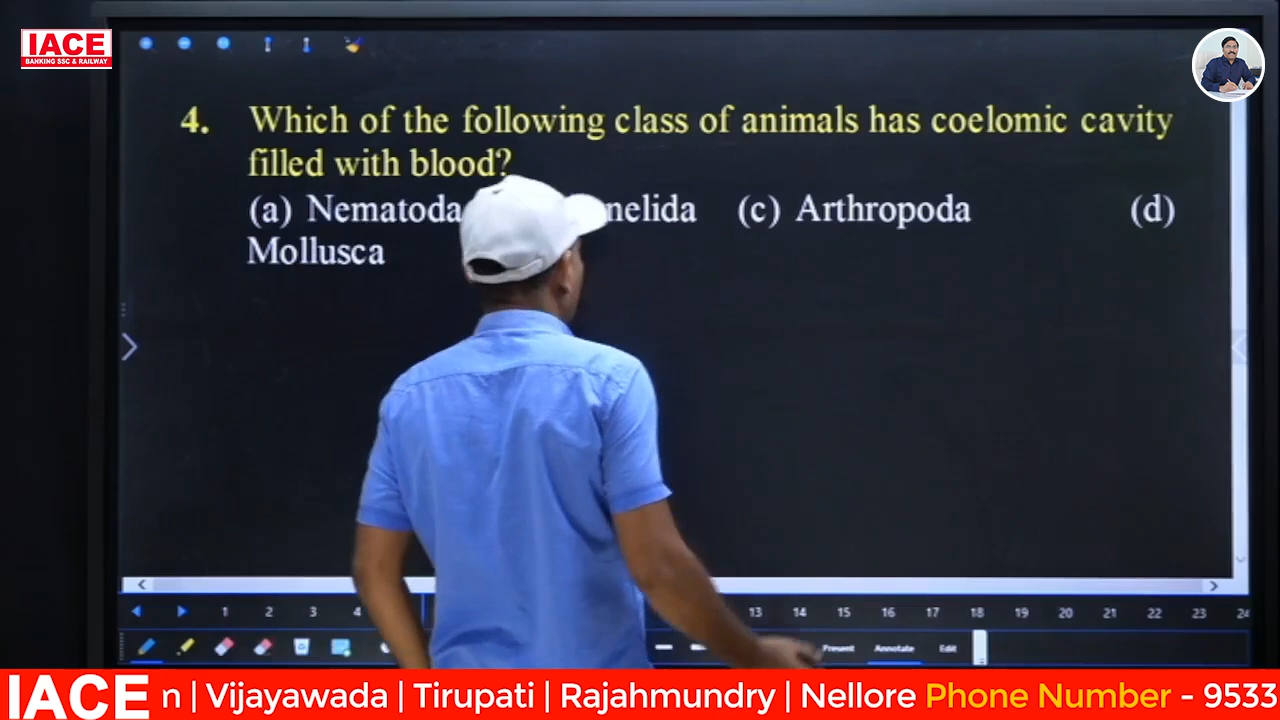 IACE
BANKING SSC & RAILWAY
4. Which of the following class of animals has coelomic cavity
filled with blood?
(a) Nematoda nelida (c) Arthropoda (d)
Mollusca
1 2 3 4 13 14 15 16 17 18 19 20 21 22 23 24
Present Annotate Edit
IACE n | Vijayawada | Tirupati | Rajahmundry | Nellore Phone Number - 9533